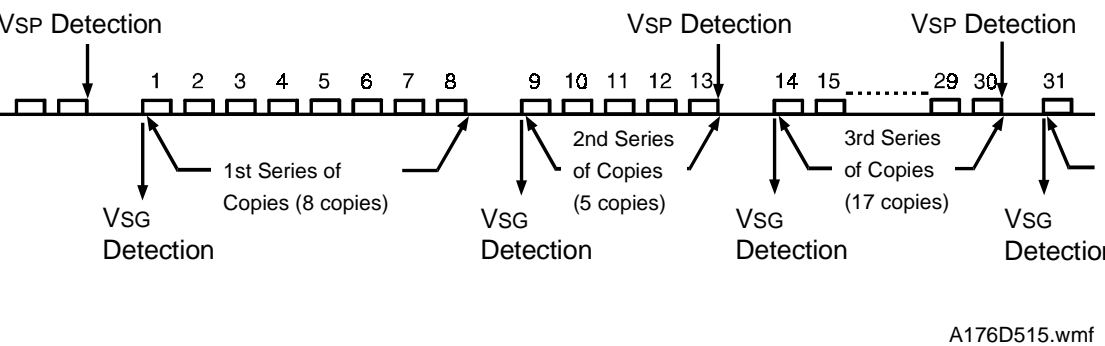 VSP Detection
VSP Detection
VSP Detection
1 2 3 4 5 6 7 8 9 10 11 12 13 14 15 29 30 31
1st Series of
Copies (8 copies)
2nd Series
of Copies
(5 copies)
3rd Series
of Copies
(17 copies)
VSG
Detection
VSG
Detection
VSG
Detection
VSG
Detection
A176D515.wmf